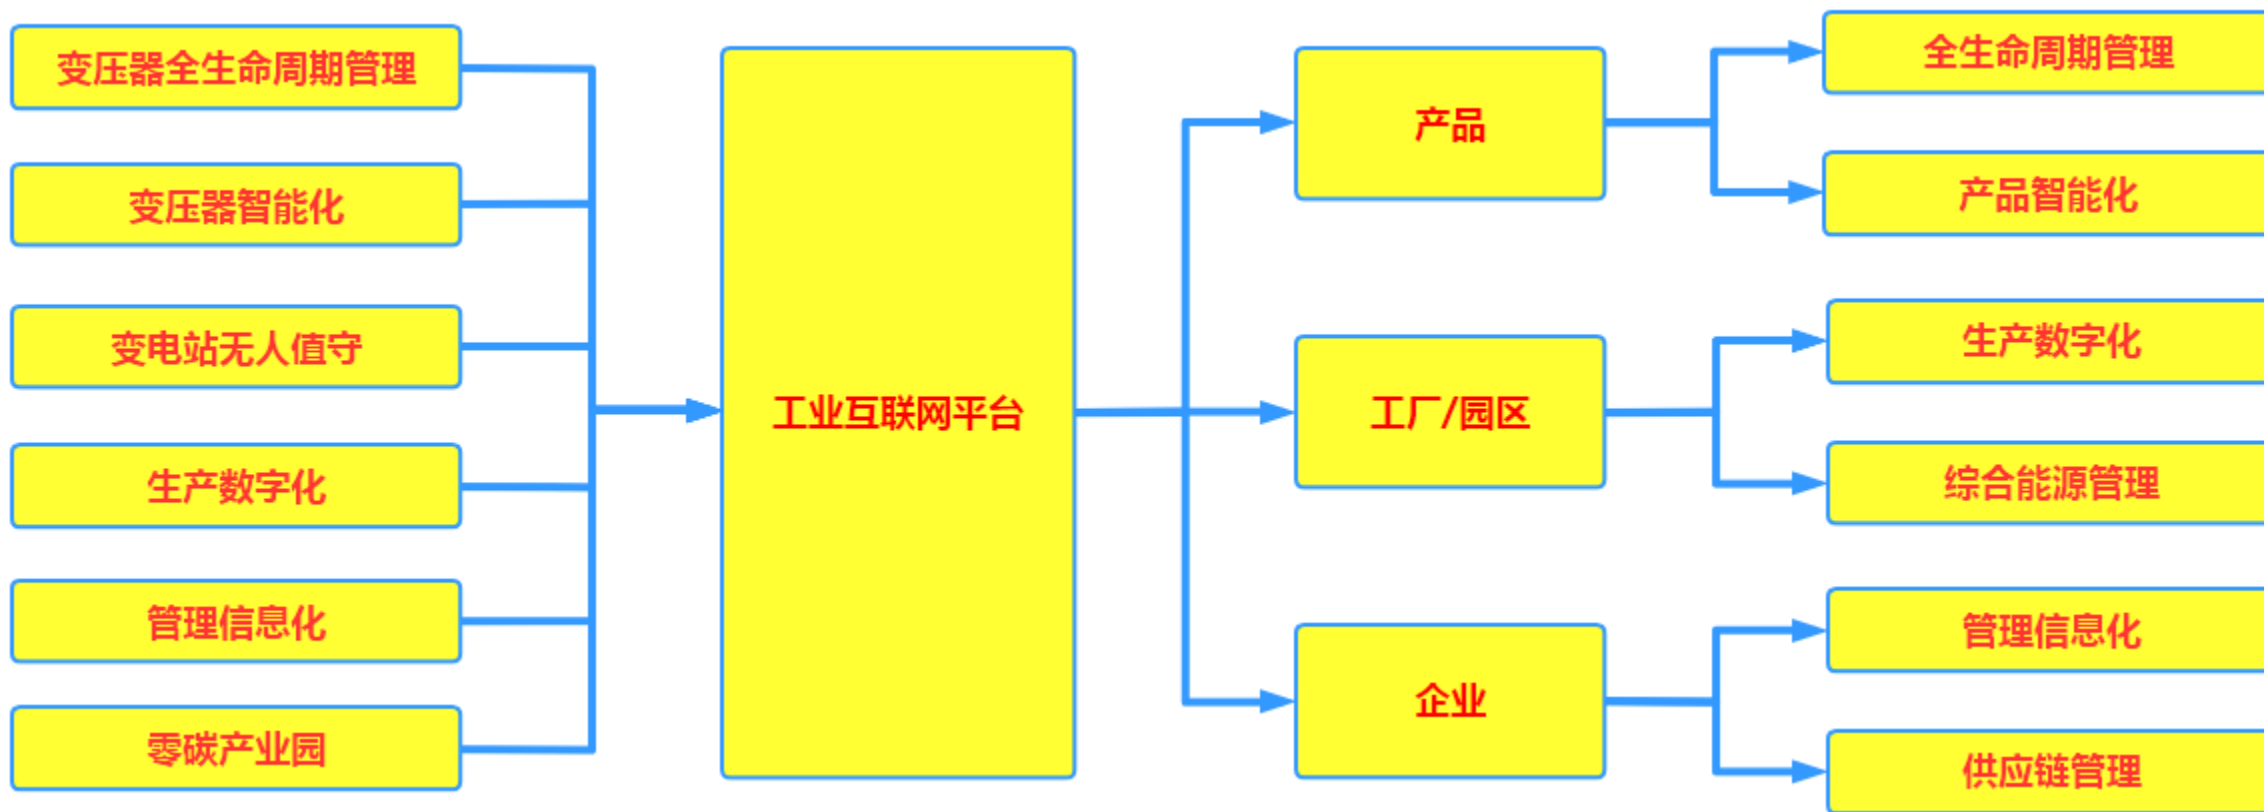 变压器全生命周期管理
变压器智能化
变电站无人值守
生产数字化
管理信息化
零碳产业园
工业互联网平台
产品
工厂/园区
企业
全生命周期管理
产品智能化
生产数字化
综合能源管理
管理信息化
供应链管理